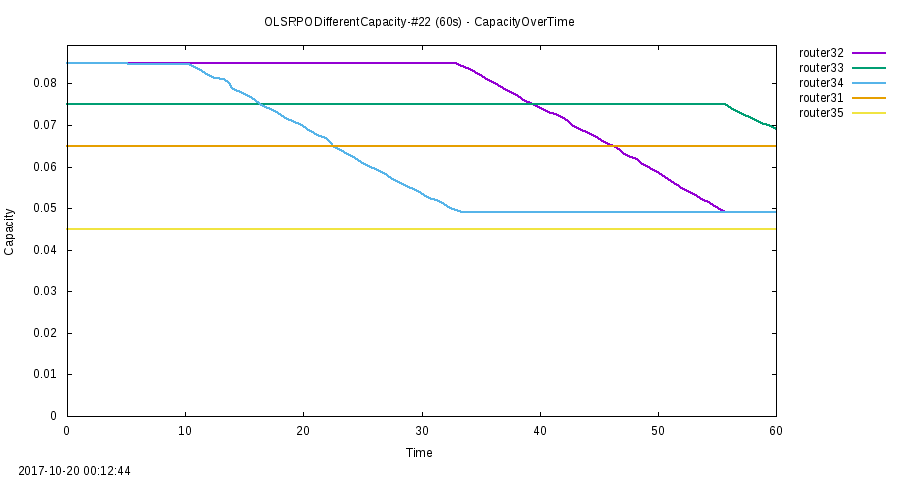 OLSRPODifferentCapacity-#22 (60s) - CapacityOverTime
router32
router33
router34
router31
router35
0.08
0.07
0.06
0.05
0.04
0.03
0.02
0.01
0
Capacity
0 10 20 30 40 50 60
Time
2017-10-20 00:12:44